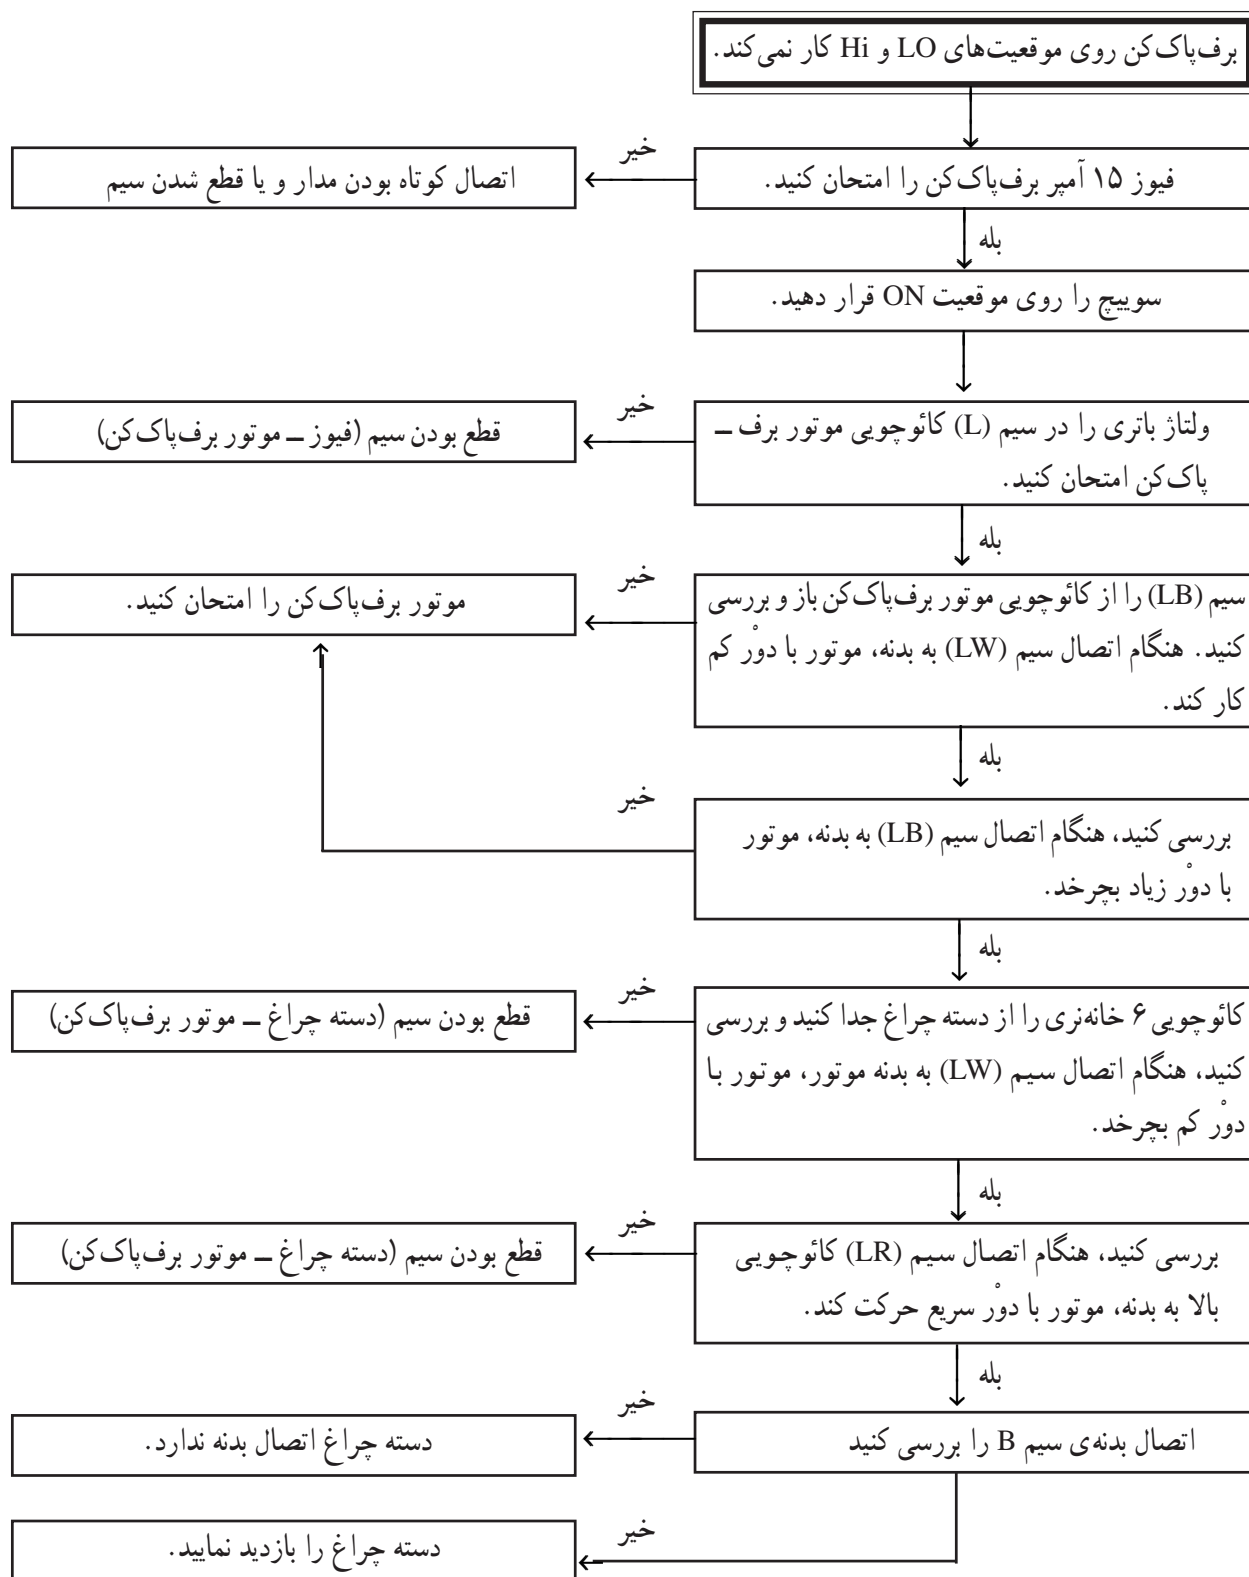 برف‌پاک‌کن روی موقعیت‌های LO و Hi کار نمی‌کند.
فیوز ۱۵ آمپر برف‌پاک‌کن را امتحان کنید.
خیر
اتصال کوتاه بودن مدار و یا قطع شدن سیم
بله
سوییچ را روی موقعیت ON قرار دهید.
ولتاژ باتری را در سیم (L) کائوچویی موتور برف ــ
پاک‌کن امتحان کنید.
خیر
قطع بودن سیم (فیوز ــ موتور برف‌پاک‌کن)
بله
سیم (LB) را از کائوچویی موتور برف‌پاک‌کن باز و بررسی
کنید. هنگام اتصال سیم (LW) به بدنه، موتور با دوْر کم
کار کند.
خیر
موتور برف‌پاک‌کن را امتحان کنید.
بله
بررسی کنید، هنگام اتصال سیم (LB) به بدنه، موتور
با دوْر زیاد بچرخد.
خیر
بله
کائوچویی ۶ خانه‌نری را از دسته چراغ جدا کنید و بررسی
کنید، هنگام اتصال سیم (LW) به بدنه موتور، موتور با
دوْر کم بچرخد.
خیر
قطع بودن سیم (دسته چراغ ــ موتور برف‌پاک‌کن)
بله
بررسی کنید، هنگام اتصال سیم (LR) کائوچویی
بالا به بدنه، موتور با دوْر سریع حرکت کند.
خیر
قطع بودن سیم (دسته چراغ ــ موتور برف‌پاک‌کن)
بله
اتصال بدنه‌ی سیم B را بررسی کنید
خیر
دسته چراغ اتصال بدنه ندارد.
خیر
دسته چراغ را بازدید نمایید.